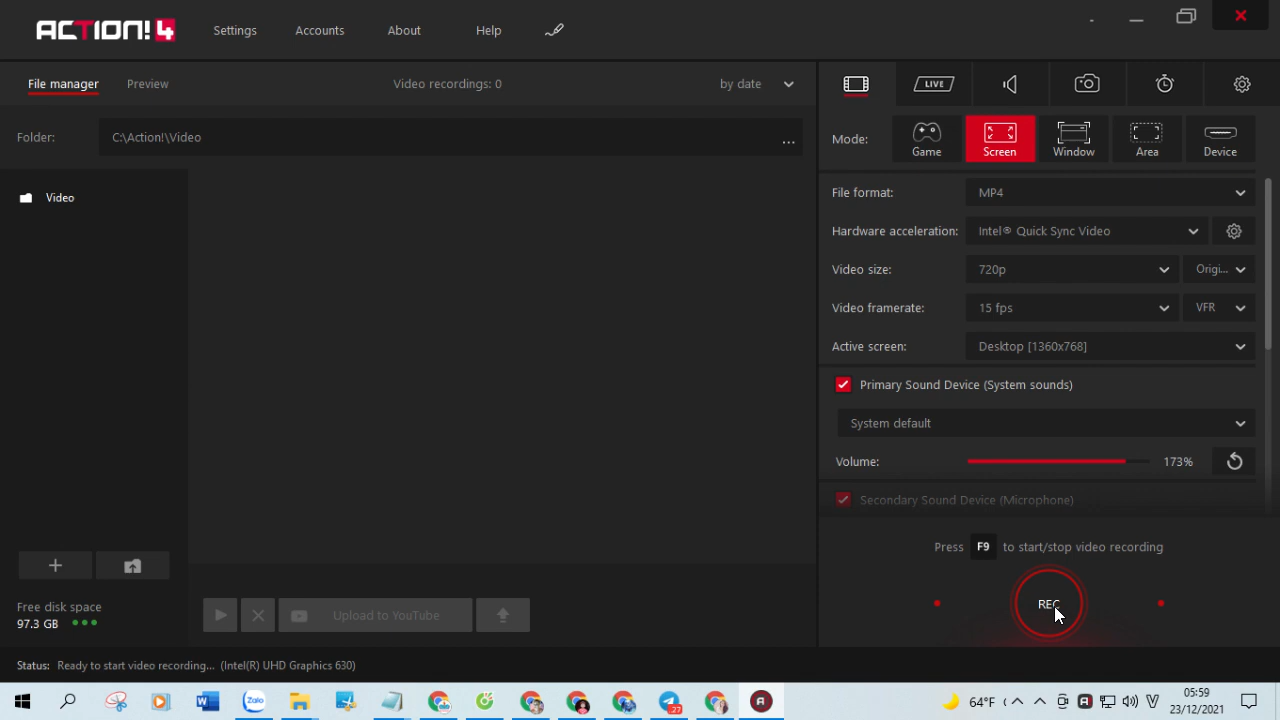 ACTION! 4
Settings
Accounts
About
Help
File manager
Preview
Video recordings: 0
by date
LIVE
Folder:
C:\Action!\Video
...
Mode:
Game
Screen
Window
Area
Device
Video
File format:
MP4
Hardware acceleration:
Intel® Quick Sync Video
Video size:
720p
Origi...
Video framerate:
15 fps
VFR
Active screen:
Desktop [1360x768]
Primary Sound Device (System sounds)
System default
Volume:
173%
Secondary Sound Device (Microphone)
Press F9 to start/stop video recording
REC
Free disk space
97.3 GB
Upload to YouTube
Status: Ready to start video recording... (Intel(R) UHD Graphics 630)
W
Zalo
27
64°F
V
05:59
23/12/2021